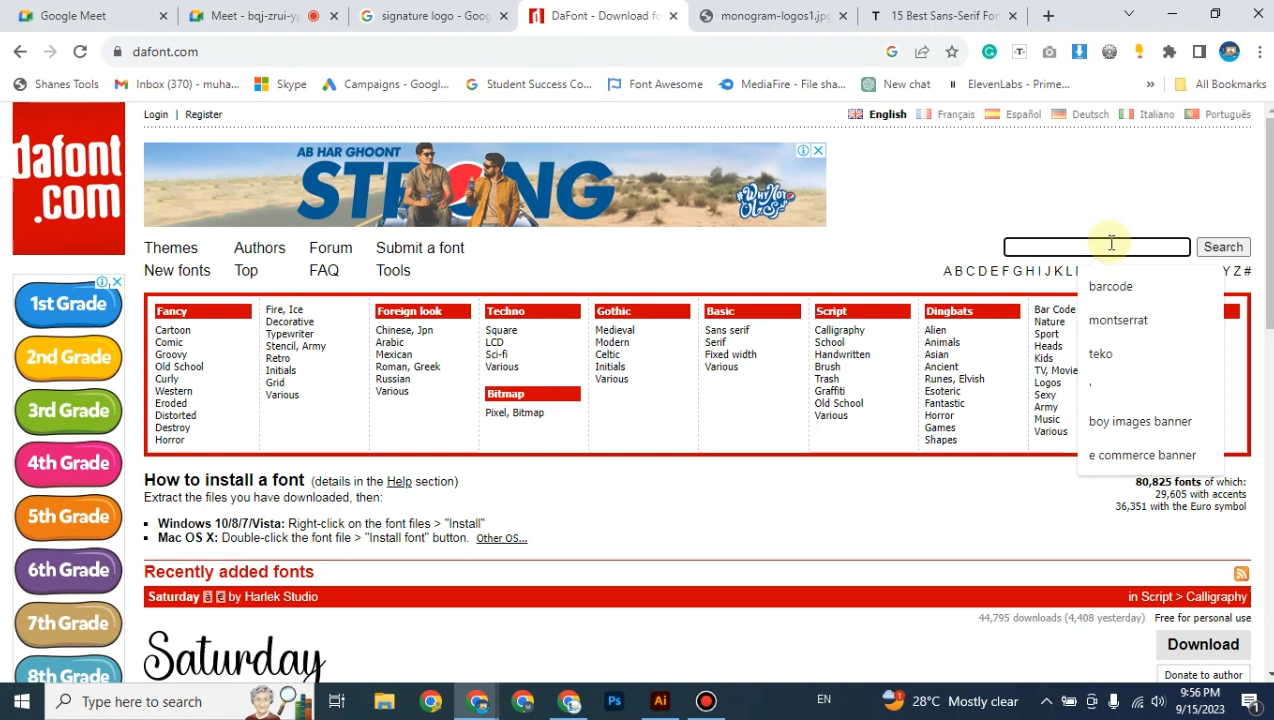 Google Meet
Meet - bqj-zrui-yp
signature logo - Goog
DaFont - Download fo
monogram-logos1.jpg
15 Best Sans-Serif Fon
dafont.com
Shanes Tools
Inbox (370) - muha...
Skype
Campaigns - Googl...
Student Success Co...
Font Awesome
MediaFire - File sha...
New chat
ElevenLabs - Prime...
All Bookmarks
Login | Register
English
Français
Español
Deutsch
Italiano
Português
dafont
.com
AB HAR GHOONT
STRONG
#WHYNOT
Themes
Authors
Forum
Submit a font
Search
New fonts
Top
FAQ
Tools
A B C D E F G H I J K L
Y Z #
barcode
montserrat
teko
'
boy images banner
e commerce banner
1st Grade
2nd Grade
3rd Grade
4th Grade
5th Grade
6th Grade
7th Grade
8th Grade
Fancy
Cartoon
Comic
Groovy
Old School
Curly
Western
Eroded
Distorted
Destroy
Horror
Fire, Ice
Decorative
Typewriter
Stencil, Army
Retro
Initials
Grid
Various
Foreign look
Chinese, Jpn
Arabic
Mexican
Roman, Greek
Russian
Various
Techno
Square
LCD
Sci-fi
Various
Bitmap
Pixel, Bitmap
Gothic
Medieval
Modern
Celtic
Initials
Various
Basic
Sans serif
Serif
Fixed width
Various
Script
Calligraphy
School
Handwritten
Brush
Trash
Graffiti
Old School
Various
Dingbats
Alien
Animals
Asian
Ancient
Runes, Elvish
Esoteric
Fantastic
Horror
Games
Shapes
Bar Code
Nature
Sport
Heads
Kids
TV, Movie
Logos
Sexy
Army
Music
Various
How to install a font (details in the Help section)
Extract the files you have downloaded, then:
Windows 10/8/7/Vista: Right-click on the font files > "Install"
Mac OS X: Double-click the font file > "Install font" button. Other OS...
80,825 fonts of which:
29,605 with accents
36,351 with the Euro symbol
Recently added fonts
Saturday à € by Harlek Studio
in Script > Calligraphy
44,795 downloads (4,408 yesterday) Free for personal use
Saturday
Download
Donate to author
Type here to search
Ps
Ai
EN
28°C Mostly clear
9:56 PM
9/15/2023